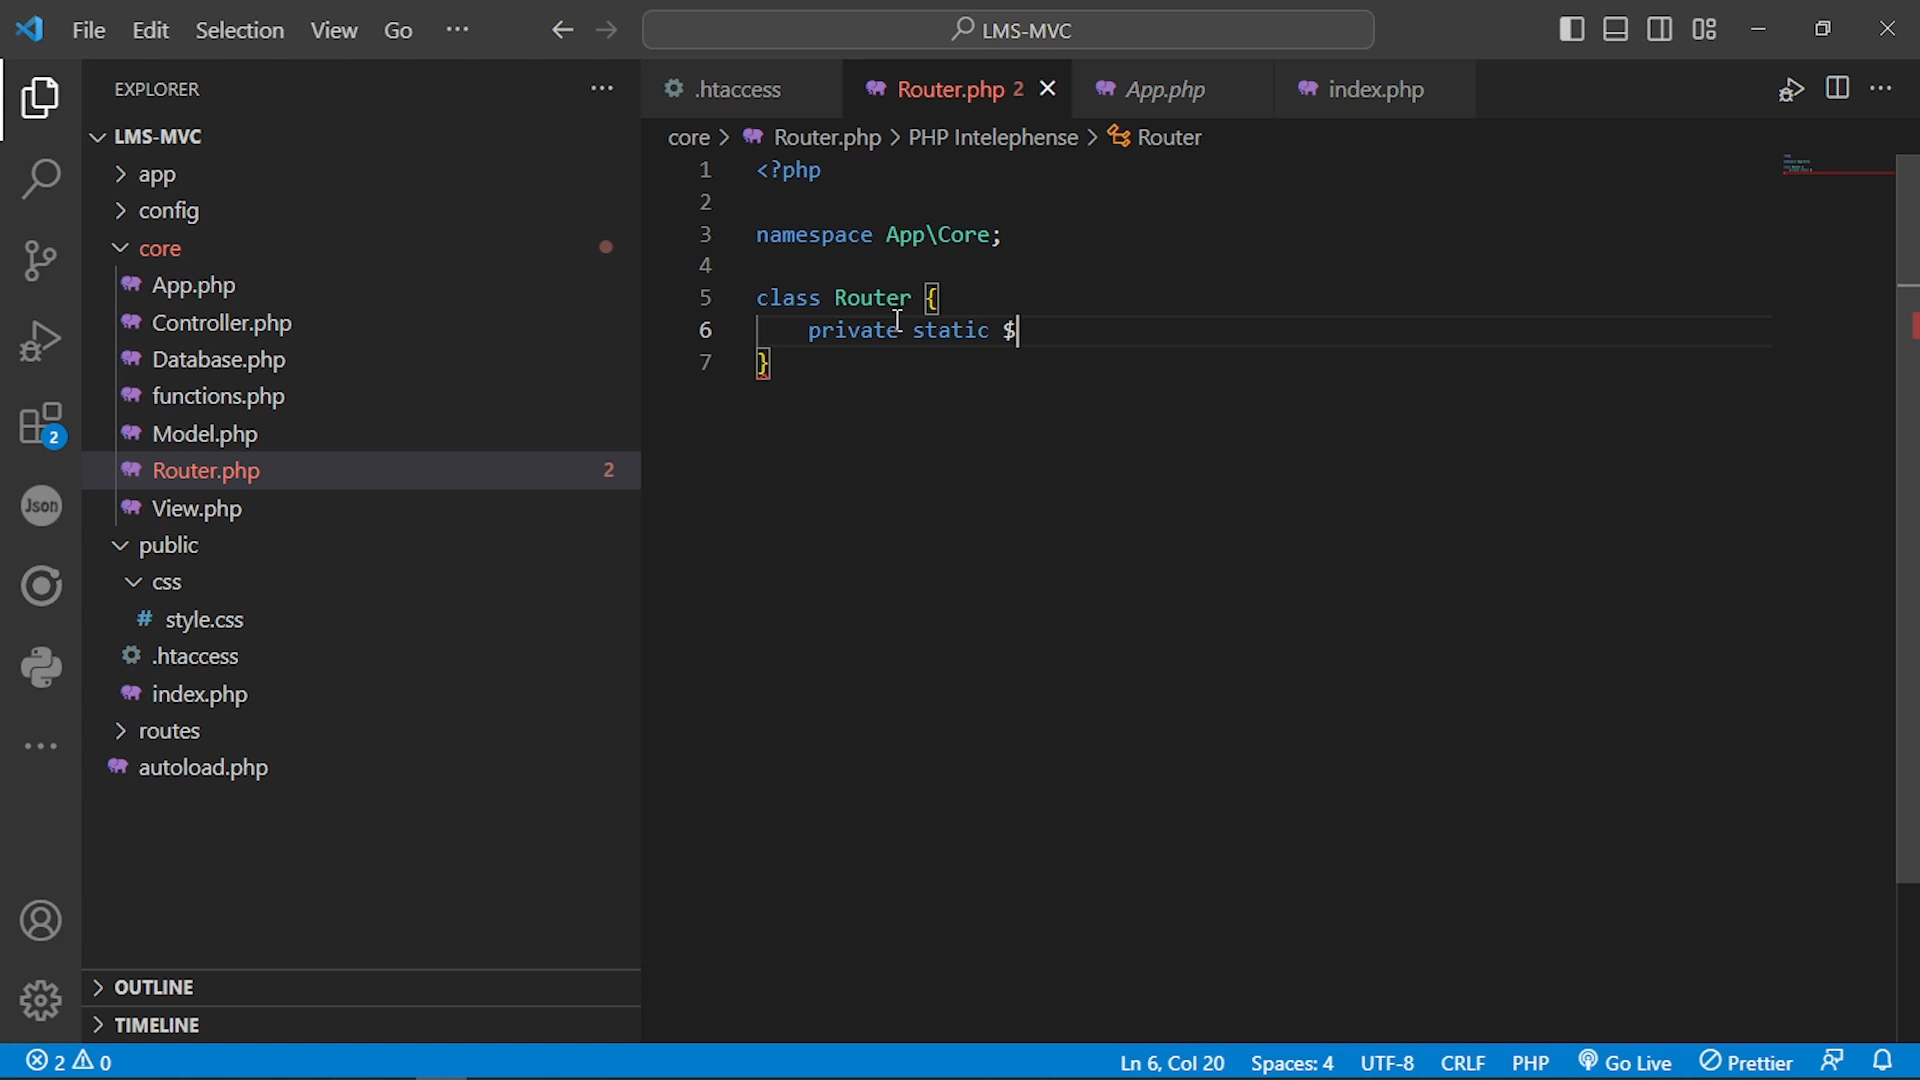 File Edit Selection View Go ··· LMS-MVC
EXPLORER ···
LMS-MVC
app
config
core
App.php
Controller.php
Database.php
functions.php
Model.php
Router.php 2
View.php
public
css
# style.css
.htaccess
index.php
routes
autoload.php
OUTLINE
TIMELINE
2
Json
.htaccess Router.php 2 App.php index.php
core > Router.php > PHP Intelephense > Router
1 <?php
2
3 namespace App\Core;
4
5 class Router {
6 private static $
7 }
2 0 Ln 6, Col 20 Spaces: 4 UTF-8 CRLF PHP Go Live Prettier